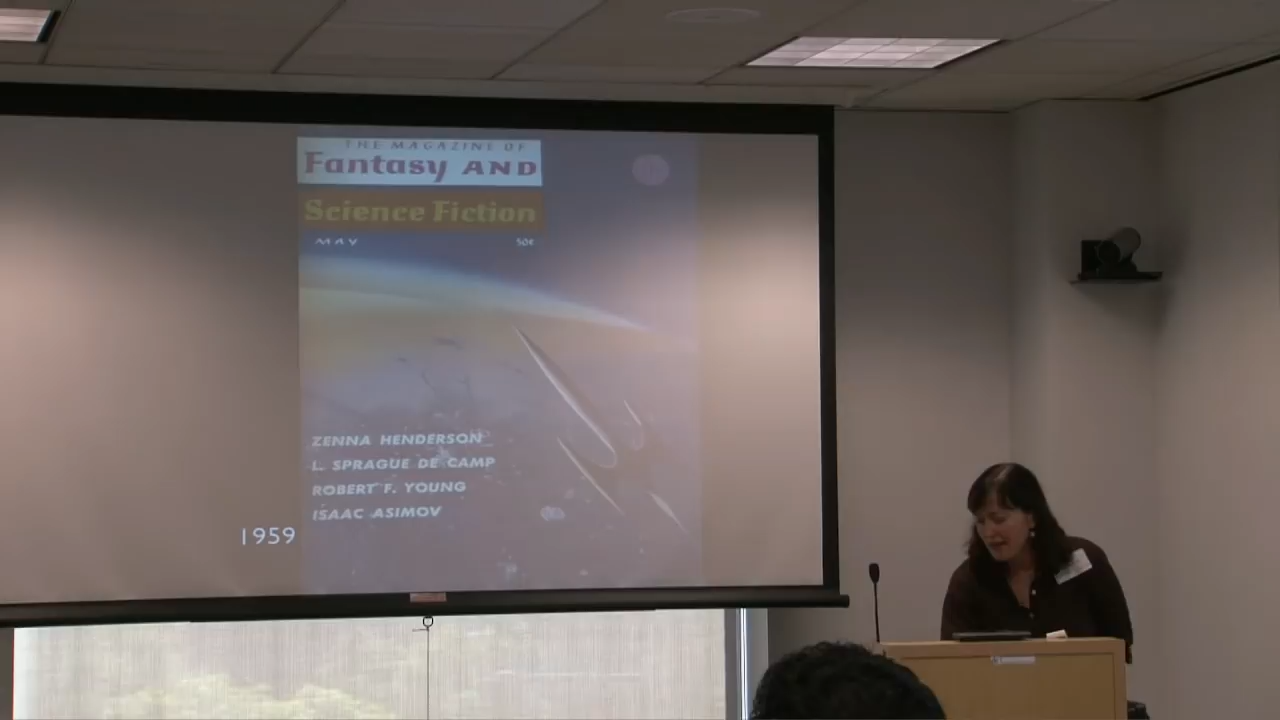 THE MAGAZINE OF
Fantasy AND
Science Fiction
MAY 50¢
ZENNA HENDERSON
L. SPRAGUE DE CAMP
ROBERT F. YOUNG
ISAAC ASIMOV
1959